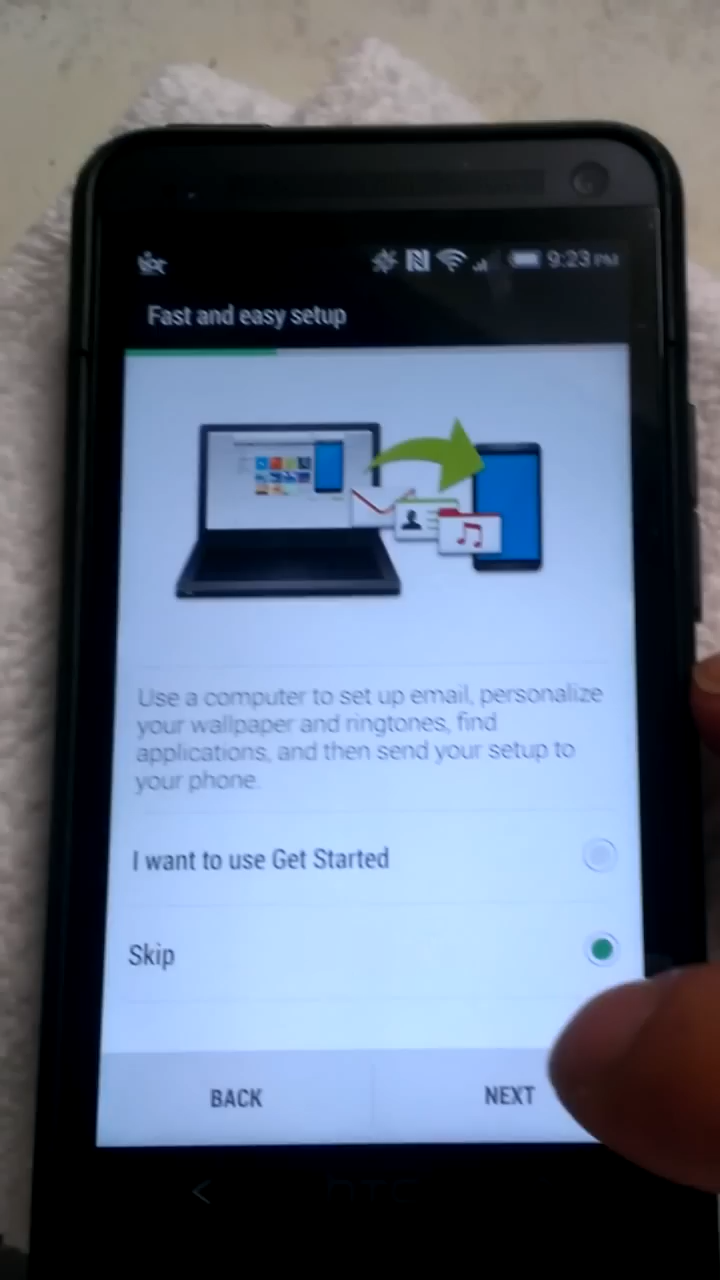 9:23 PM
Fast and easy setup
Use a computer to set up email, personalize
your wallpaper and ringtones, find
applications, and then send your setup to
your phone.
I want to use Get Started
Skip
BACK
NEXT
hTC